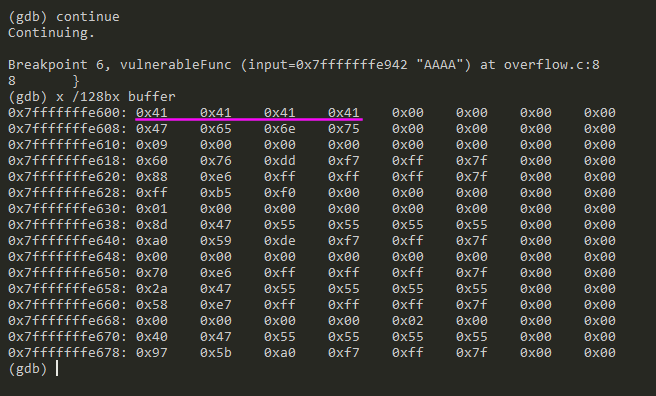 (gdb) continue
Continuing.
Breakpoint 6, vulnerableFunc (input=0x7fffffffe942 "AAAA") at overflow.c:8
8 }
(gdb) x /128bx buffer
0x7fffffffe600: 0x41 0x41 0x41 0x41 0x00 0x00 0x00 0x00
0x7fffffffe608: 0x47 0x65 0x6e 0x75 0x00 0x00 0x00 0x00
0x7fffffffe610: 0x09 0x00 0x00 0x00 0x00 0x00 0x00 0x00
0x7fffffffe618: 0x60 0x76 0xdd 0xf7 0xff 0x7f 0x00 0x00
0x7fffffffe620: 0x88 0xe6 0xff 0xff 0xff 0x7f 0x00 0x00
0x7fffffffe628: 0xff 0xb5 0xf0 0x00 0x00 0x00 0x00 0x00
0x7fffffffe630: 0x01 0x00 0x00 0x00 0x00 0x00 0x00 0x00
0x7fffffffe638: 0x8d 0x47 0x55 0x55 0x55 0x55 0x00 0x00
0x7fffffffe640: 0xa0 0x59 0xde 0xf7 0xff 0x7f 0x00 0x00
0x7fffffffe648: 0x00 0x00 0x00 0x00 0x00 0x00 0x00 0x00
0x7fffffffe650: 0x70 0xe6 0xff 0xff 0xff 0x7f 0x00 0x00
0x7fffffffe658: 0x2a 0x47 0x55 0x55 0x55 0x55 0x00 0x00
0x7fffffffe660: 0x58 0xe7 0xff 0xff 0xff 0x7f 0x00 0x00
0x7fffffffe668: 0x00 0x00 0x00 0x00 0x02 0x00 0x00 0x00
0x7fffffffe670: 0x40 0x47 0x55 0x55 0x55 0x55 0x00 0x00
0x7fffffffe678: 0x97 0x5b 0xa0 0xf7 0xff 0x7f 0x00 0x00
(gdb)